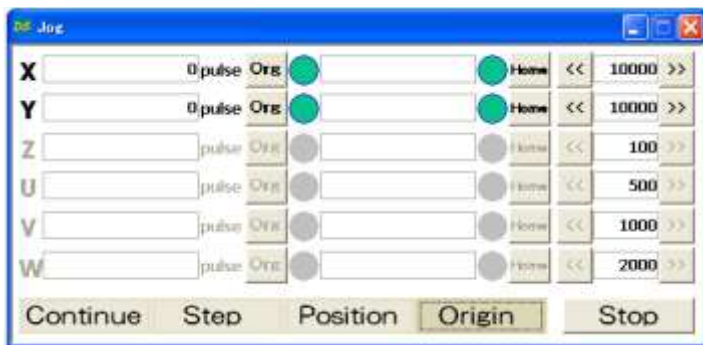 DS Jog
X 0 pulse Org Home << 10000 >>
Y 0 pulse Org Home << 10000 >>
Z pulse Org Home << 100 >>
U pulse Org Home << 500 >>
V pulse Org Home << 1000 >>
W pulse Org Home << 2000 >>
Continue Step Position Origin Stop